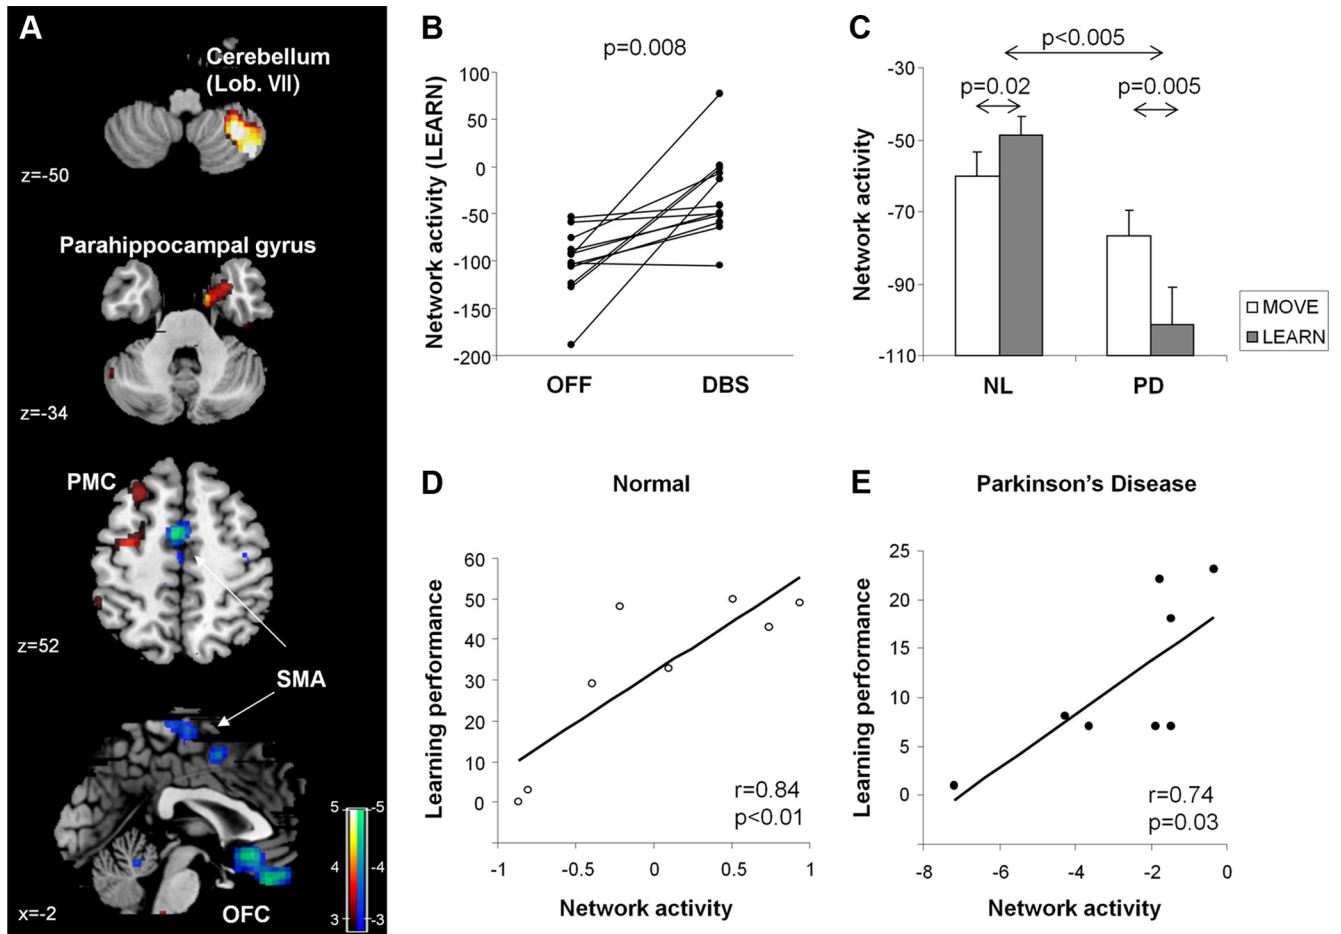 A
Cerebellum
(Lob. VII)
z=-50
Parahippocampal gyrus
z=-34
PMC
z=52
SMA
x=-2
OFC
5
-5
4
-4
3
-3
B
p=0.008
Network activity (LEARN)
100
50
0
-50
-100
-150
-200
OFF
DBS
C
p<0.005
p=0.02
p=0.005
Network activity
-30
-50
-70
-90
-110
NL
PD
MOVE
LEARN
D
Normal
Learning performance
60
50
40
30
20
10
0
r=0.84
p<0.01
-1
-0.5
0
0.5
1
Network activity
E
Parkinson's Disease
Learning performance
25
20
15
10
5
0
r=0.74
p=0.03
-8
-6
-4
-2
0
Network activity